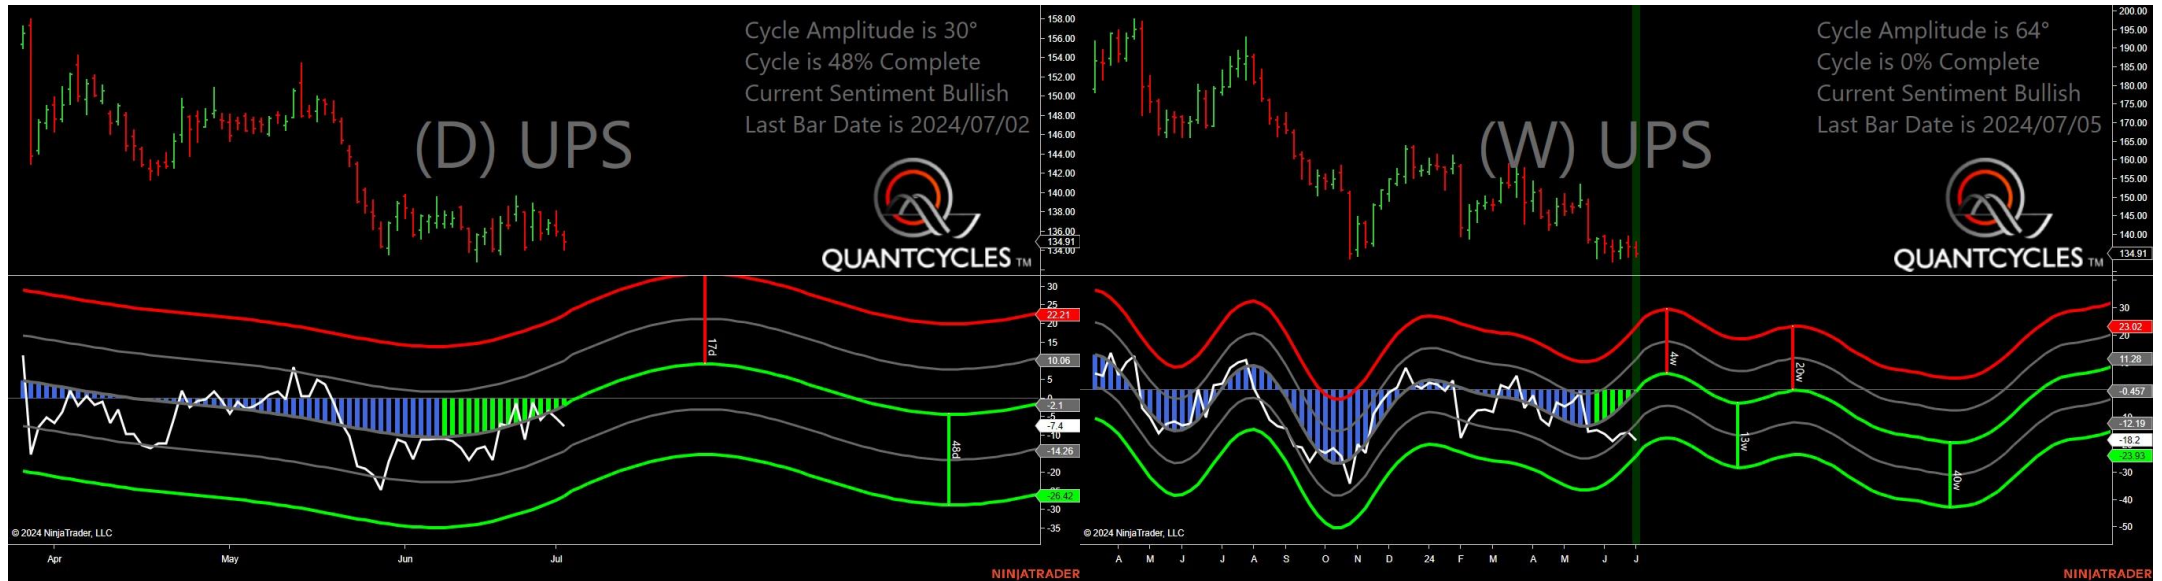 Cycle Amplitude is 30°
Cycle is 48% Complete
Current Sentiment Bullish
Last Bar Date is 2024/07/02
(D) UPS
QUANTCYCLES TM
158.00
156.00
154.00
152.00
150.00
148.00
146.00
144.00
142.00
140.00
138.00
136.00
134.91
134.00
30
25
22.21
20
15
10.06
5
-2.1
-5
-7.4
-10
-14.26
-20
-26.42
-30
-35
17d
48d
© 2024 NinjaTrader, LLC
Apr May Jun Jul
NINJATRADER
Cycle Amplitude is 64°
Cycle is 0% Complete
Current Sentiment Bullish
Last Bar Date is 2024/07/05
(W) UPS
QUANTCYCLES TM
200.00
195.00
190.00
185.00
180.00
175.00
170.00
165.00
160.00
155.00
150.00
145.00
140.00
134.91
30
23.02
20
11.28
-0.457
-10
-12.19
-18.2
-23.93
-30
-40
-50
4w
13w
20w
40w
© 2024 NinjaTrader, LLC
A M J J A S O N D 24 F M A M J J
NINJATRADER